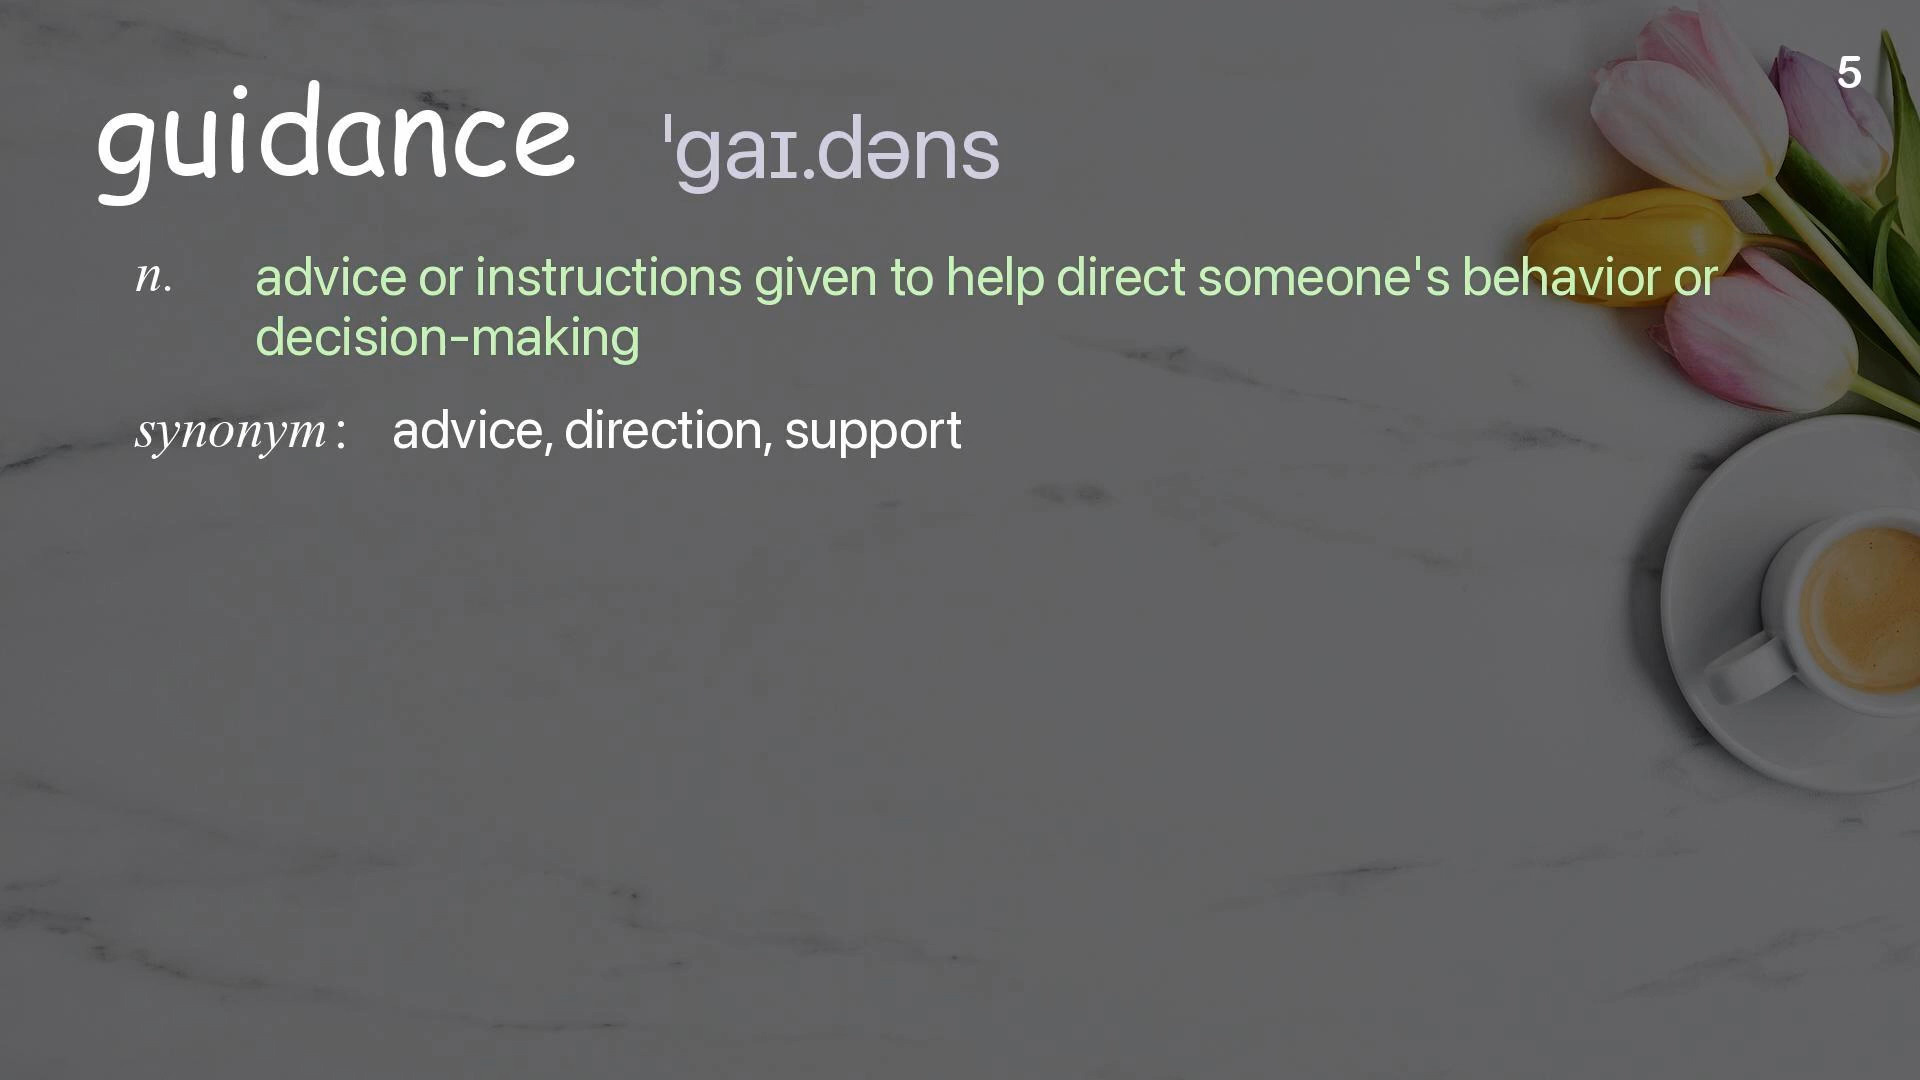 5
guidance ˈɡaɪ.dəns
n. advice or instructions given to help direct someone's behavior or
decision-making
synonym: advice, direction, support